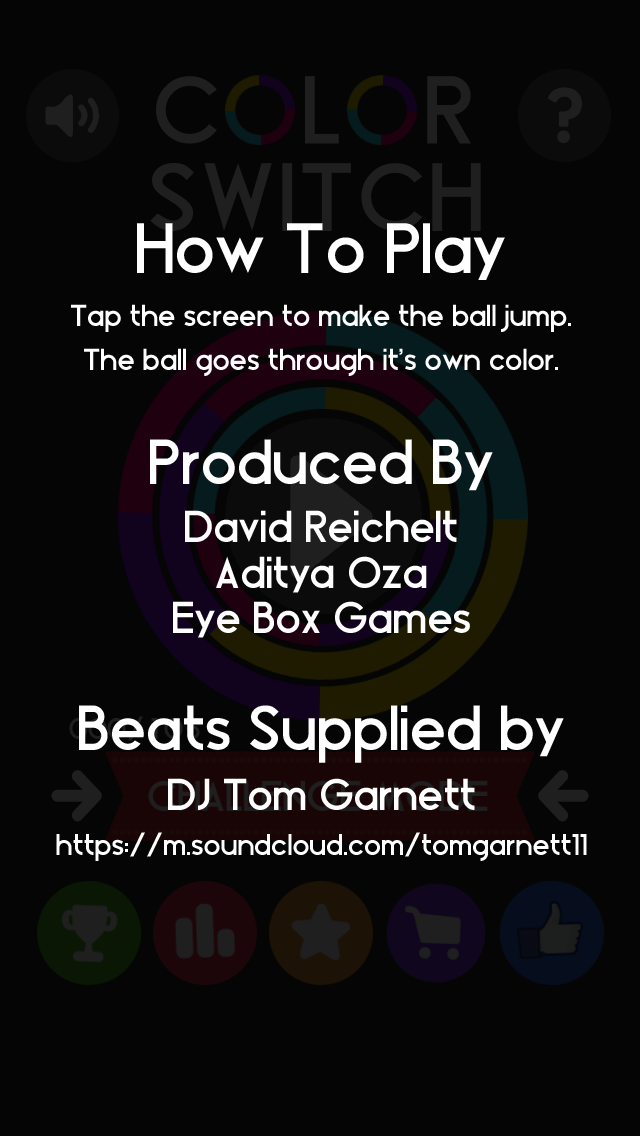 COLOR
SWITCH
How To Play
Tap the screen to make the ball jump.
The ball goes through it's own color.
Produced By
David Reichelt
Aditya Oza
Eye Box Games
Beats Supplied by
DJ Tom Garnett
CHALLENGE MODE
https://m.soundcloud.com/tomgarnett11